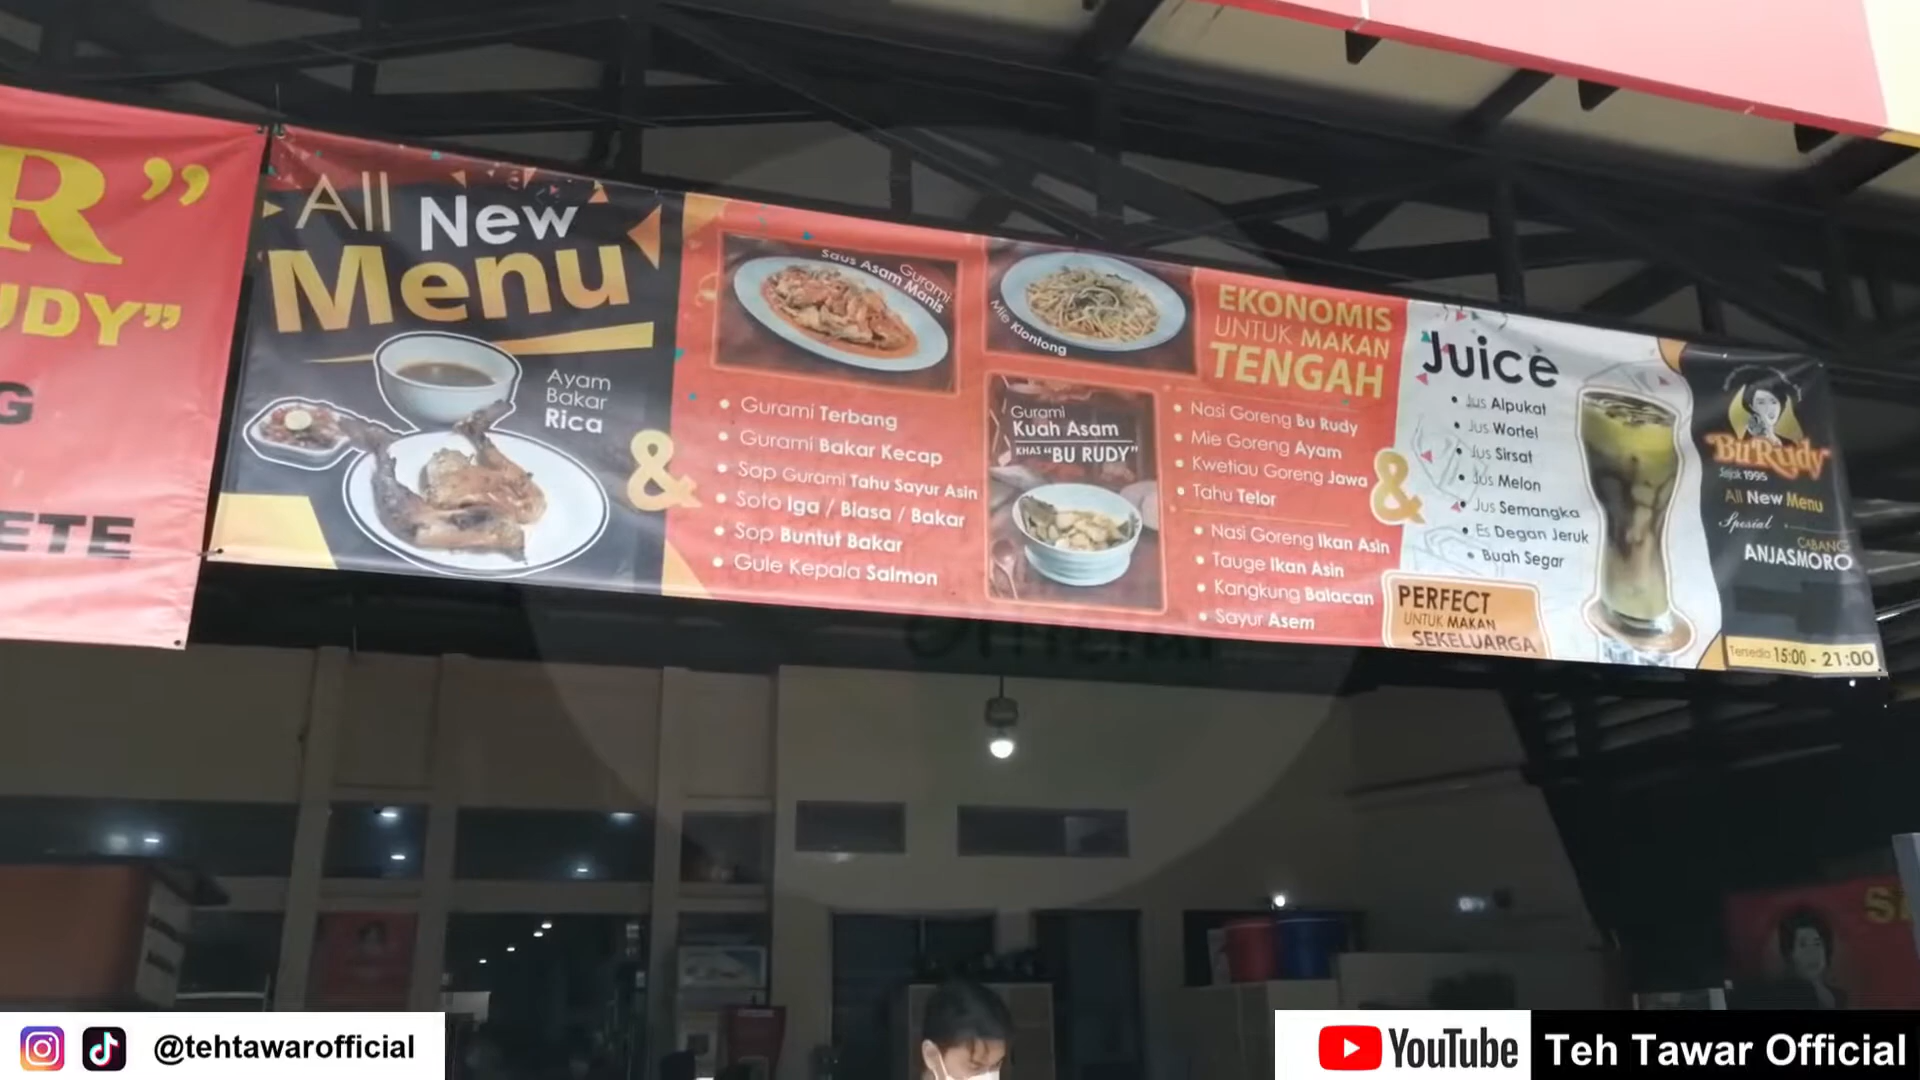 R”
UDY”
G
ETE
All New
Menu
Ayam
Bakar
Rica
&
Gurami
Saus Asam Manis
Mie Klontong
• Gurami Terbang
• Gurami Bakar Kecap
• Sop Gurami Tahu Sayur Asin
• Soto Iga / Biasa / Bakar
• Sop Buntut Bakar
• Gule Kepala Salmon
Gurami
Kuah Asam
KHAS “BU RUDY”
EKONOMIS
UNTUK MAKAN
TENGAH
• Nasi Goreng Bu Rudy
• Mie Goreng Ayam
• Kwetiau Goreng Jawa
• Tahu Telor
• Nasi Goreng Ikan Asin
• Tauge Ikan Asin
• Kangkung Balacan
• Sayur Asem
&
Juice
• Jus Alpukat
• Jus Wortel
• Jus Sirsat
• Jus Melon
• Jus Semangka
• Es Degan Jeruk
• Buah Segar
PERFECT
UNTUK MAKAN
SEKELUARGA
Bu Rudy
Sejak 1995
All New Menu
Spesial
CABANG
ANJASMORO
Tersedia 15:00 - 21:00
@tehtawarofficial
YouTube
Teh Tawar Official